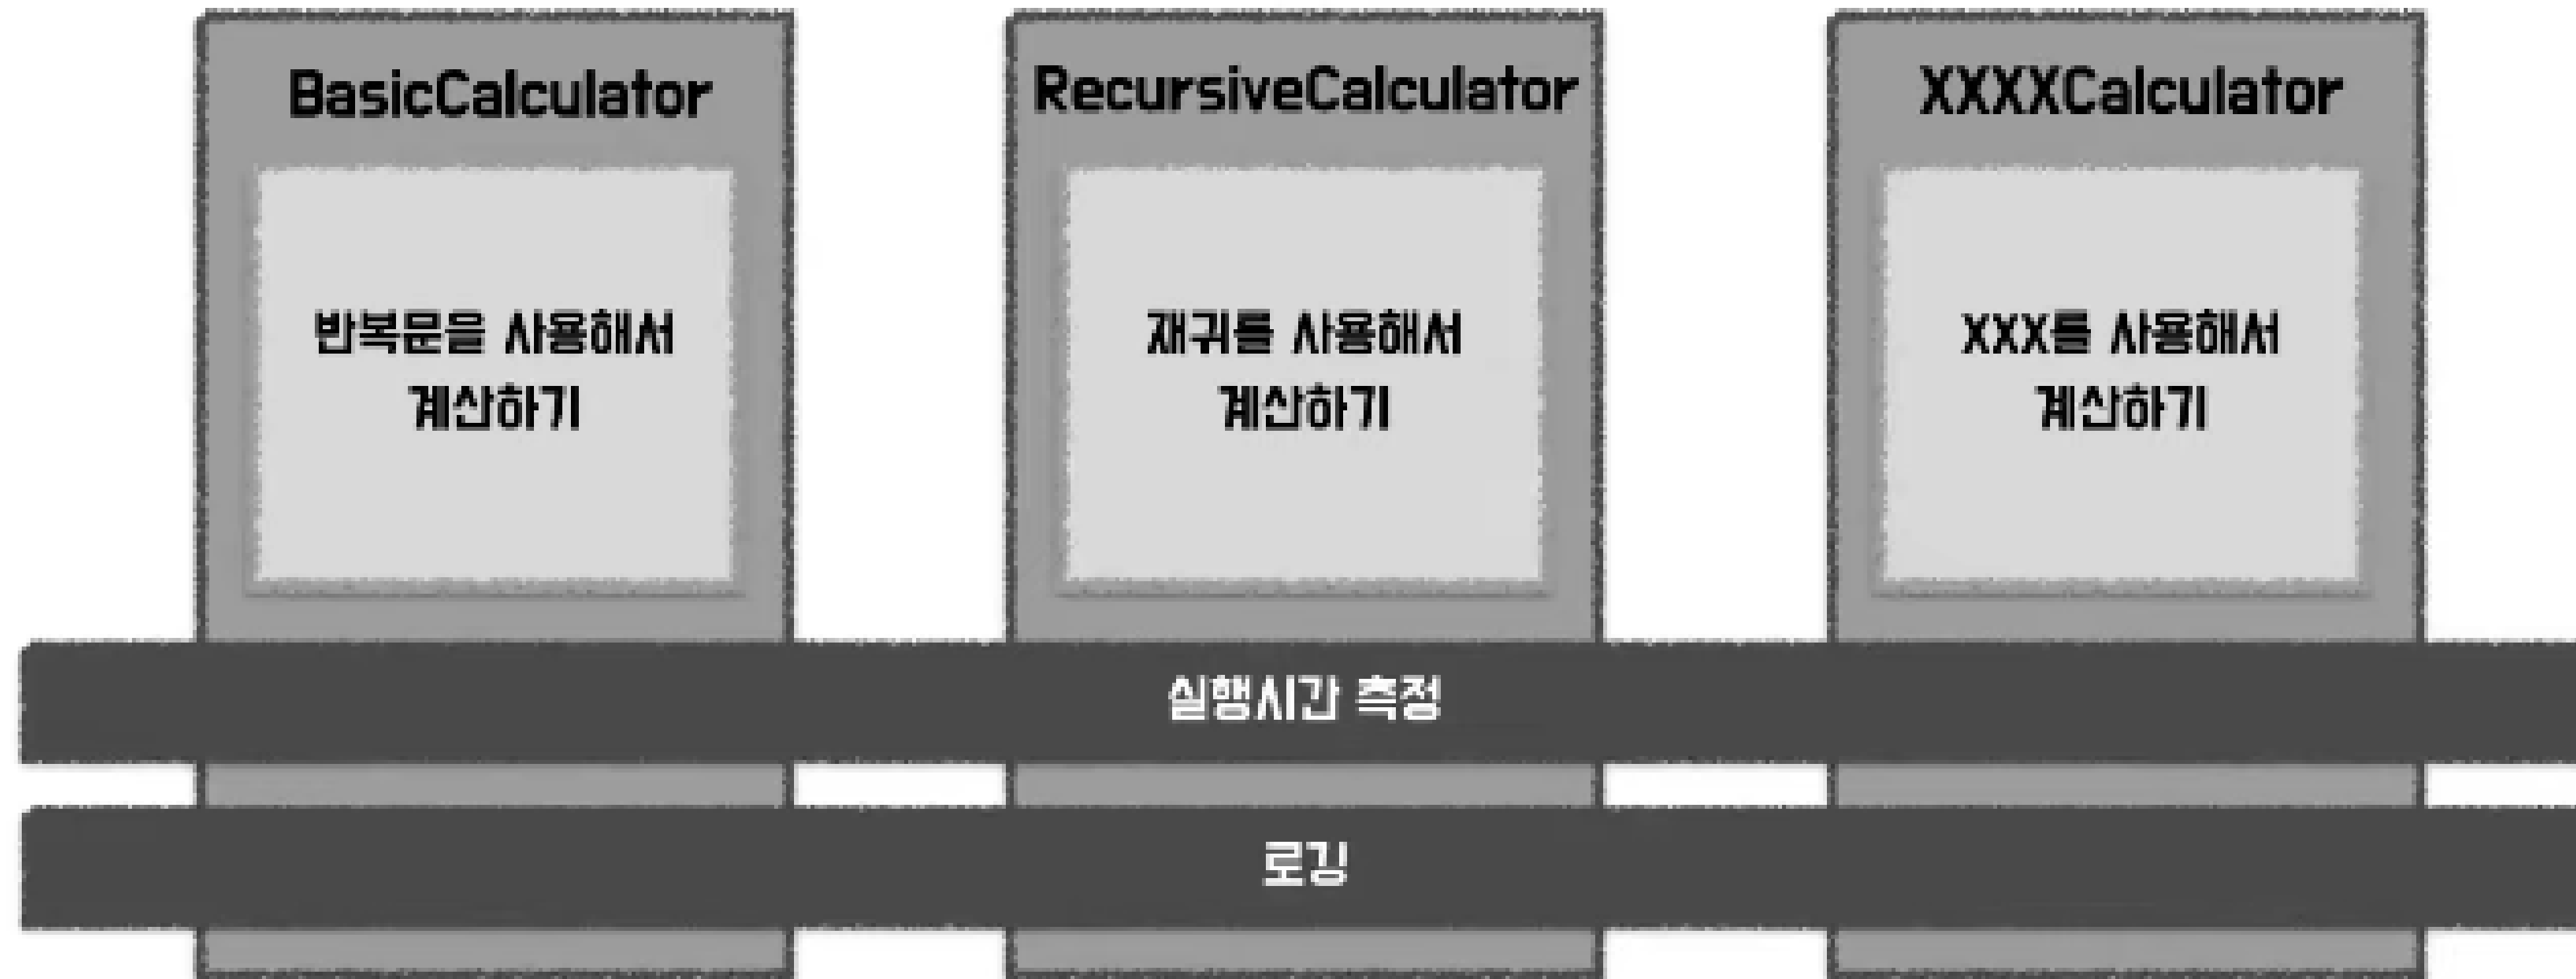 BasicCalculator
반복문을 사용해서
계산하기
RecursiveCalculator
재귀를 사용해서
계산하기
XXXXCalculator
XXX를 사용해서
계산하기
실행시간 측정
로깅